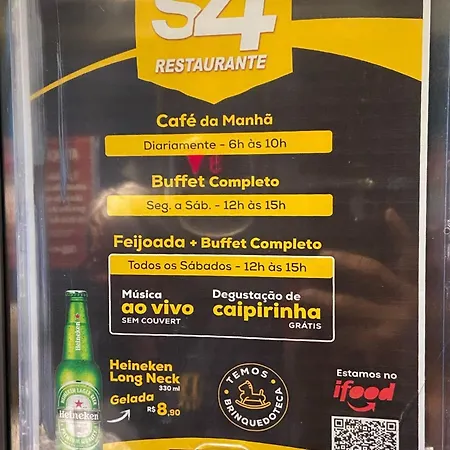 S4
RESTAURANTE
Café da Manhã
Diariamente - 6h às 10h
Buffet Completo
Seg. a Sáb. - 12h às 15h
Feijoada + Buffet Completo
Todos os Sábados - 12h às 15h
Música
ao vivo
SEM COUVERT
Degustação de
caipirinha
GRÁTIS
Heineken
Long Neck
330 ml
Gelada
R$ 8,90
Heineken
Heineken
TEMOS
BRINQUEDOTECA
Estamos no
ifood